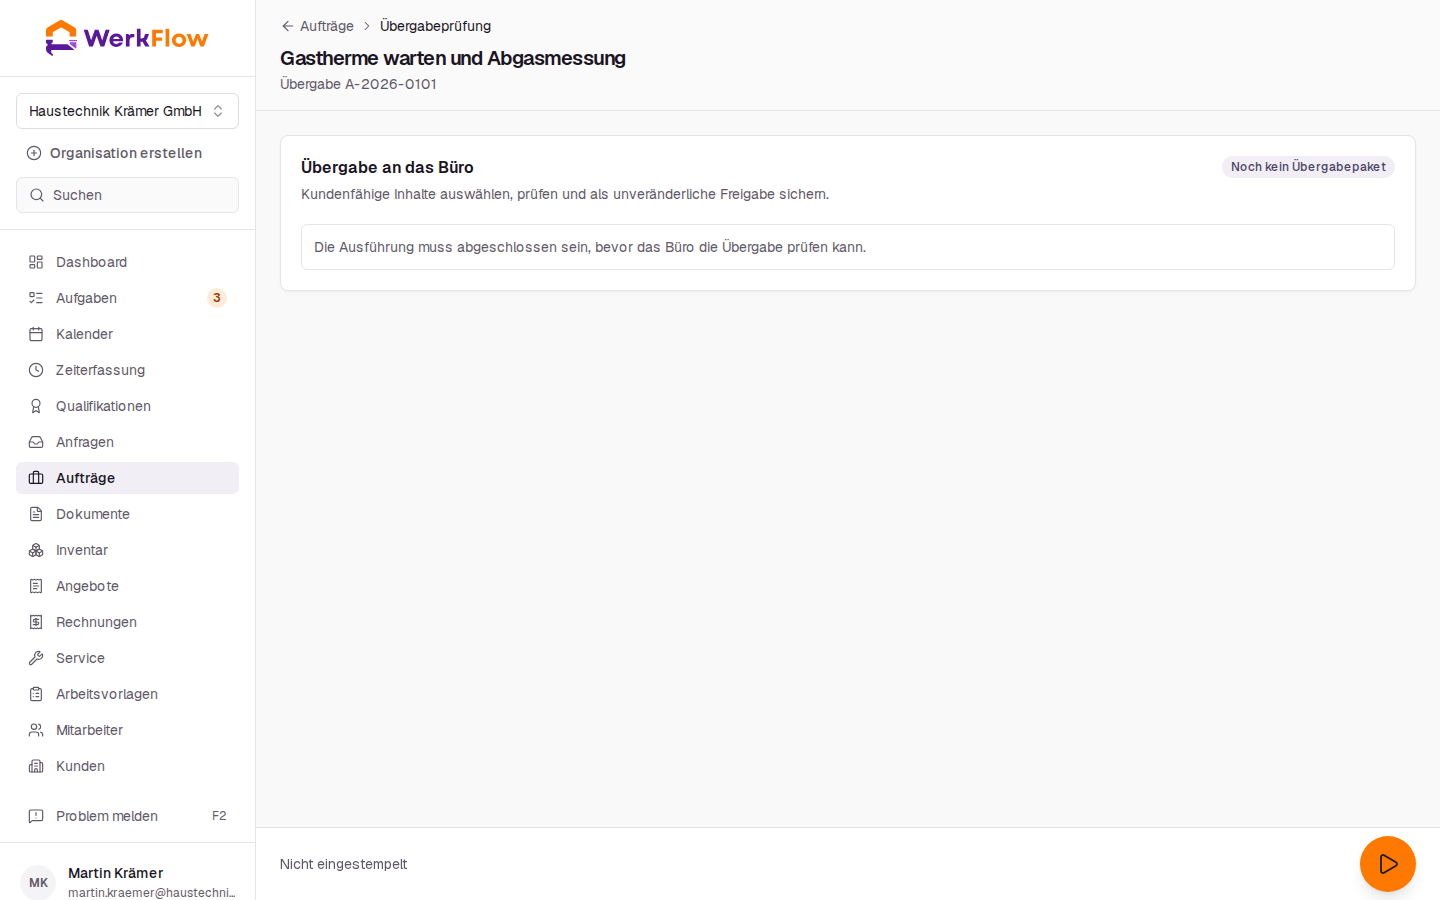 WerkFlow
Haustechnik Krämer GmbH
Organisation erstellen
Suchen
Dashboard
Aufgaben 3
Kalender
Zeiterfassung
Qualifikationen
Anfragen
Aufträge
Dokumente
Inventar
Angebote
Rechnungen
Service
Arbeitsvorlagen
Mitarbeiter
Kunden
Problem melden F2
MK
Martin Krämer
martin.kraemer@haustechni...
Aufträge Übergabeprüfung
Gastherme warten und Abgasmessung
Übergabe A-2026-0101
Übergabe an das Büro
Noch kein Übergabepaket
Kundenfähige Inhalte auswählen, prüfen und als unveränderliche Freigabe sichern.
Die Ausführung muss abgeschlossen sein, bevor das Büro die Übergabe prüfen kann.
Nicht eingestempelt